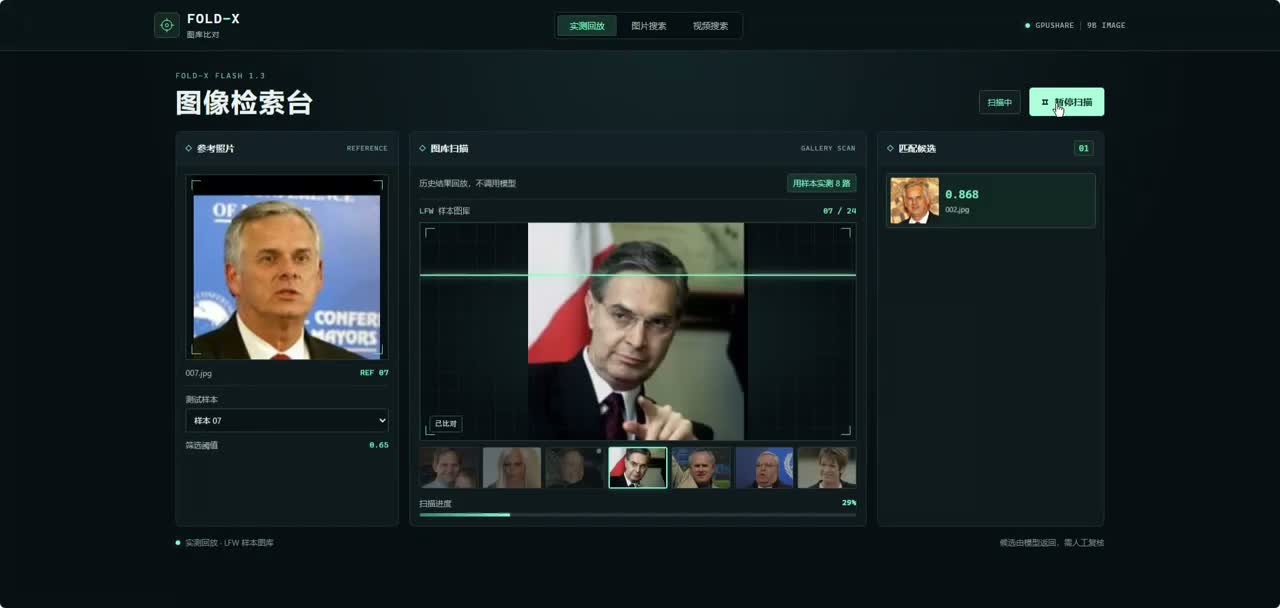 FOLD-X
图库比对
实测回放
图片搜索
视频搜索
GPUSHARE
9B IMAGE
FOLD-X FLASH 1.3
图像检索台
扫描中
暂停扫描
参考照片
REFERENCE
CONFER
MAYORS
007.jpg
REF 07
测试样本
样本 07
筛选阈值
0.65
图库扫描
GALLERY SCAN
历史结果回放，不调用模型
用样本实测 8 路
LFW 样本图库
07 / 24
已比对
扫描进度
29%
匹配候选
01
0.868
002.jpg
实测回放 · LFW 样本图库
候选由模型返回，需人工复核